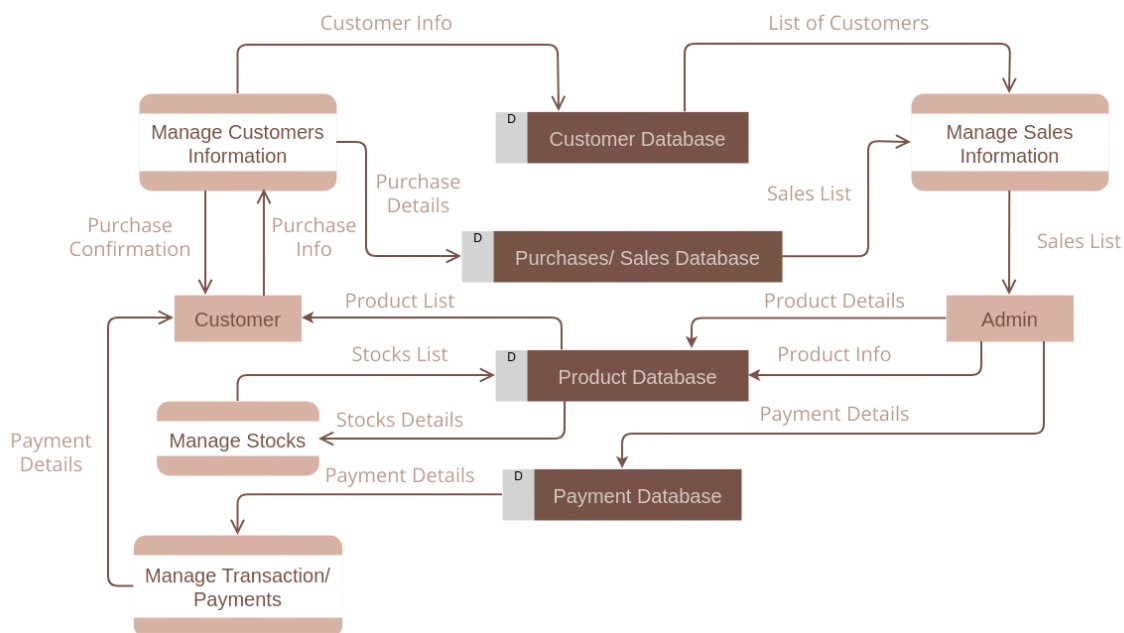 Customer Info
List of Customers
D
Customer Database
Manage Customers
Information
Manage Sales
Information
Purchase
Details
Sales List
Purchase
Confirmation
Purchase
Info
D
Purchases/ Sales Database
Sales List
Product List
Product Details
Customer
Admin
Stocks List
D
Product Database
Product Info
Stocks Details
Payment Details
Manage Stocks
Payment
Details
Payment Details
D
Payment Database
Manage Transaction/
Payments